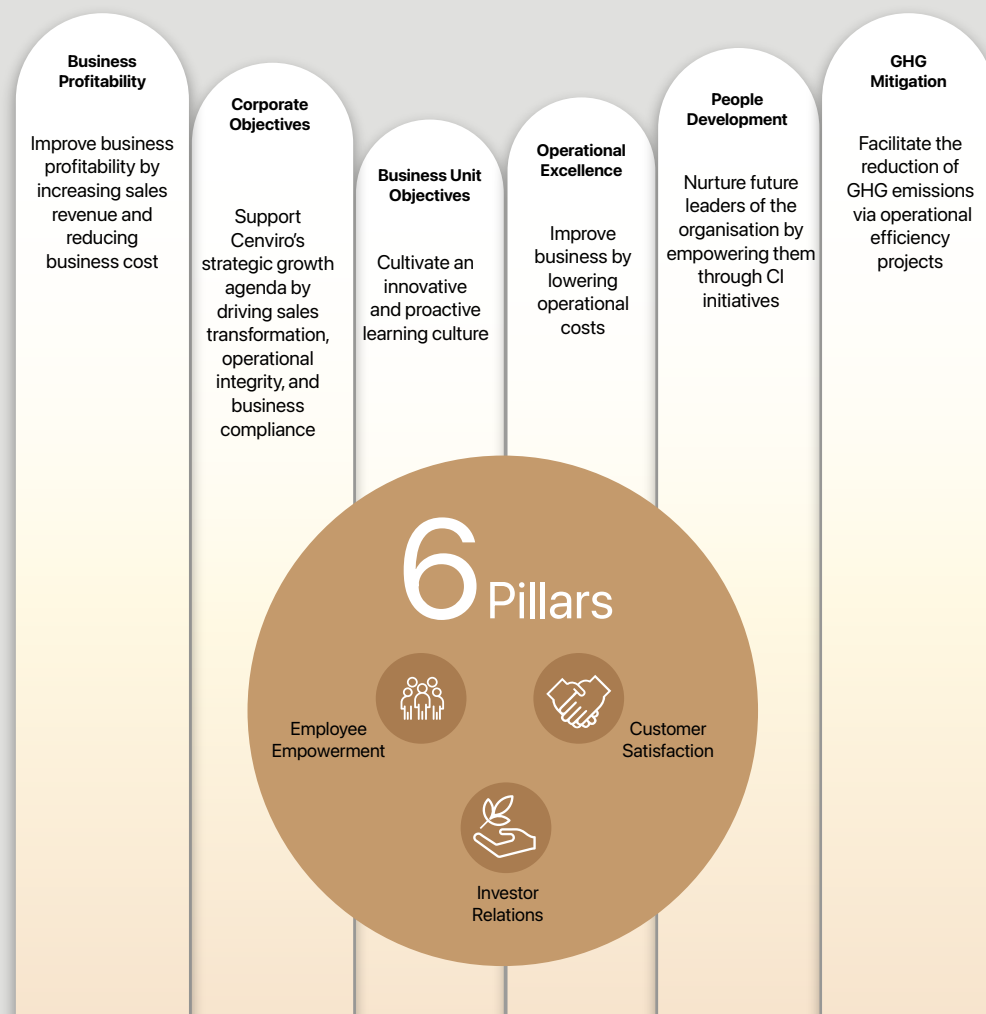 Business
Profitability
Improve business
profitability by
increasing sales
revenue and
reducing
business cost
Corporate
Objectives
Support
Cenviro’s
strategic growth
agenda by
driving sales
transformation,
operational
integrity, and
business
compliance
Business Unit
Objectives
Cultivate an
innovative
and proactive
learning culture
Operational
Excellence
Improve
business by
lowering
operational
costs
People
Development
Nurture future
leaders of the
organisation by
empowering them
through CI
initiatives
GHG
Mitigation
Facilitate the
reduction of
GHG emissions
via operational
efficiency
projects
6 Pillars
Employee
Empowerment
Customer
Satisfaction
Investor
Relations